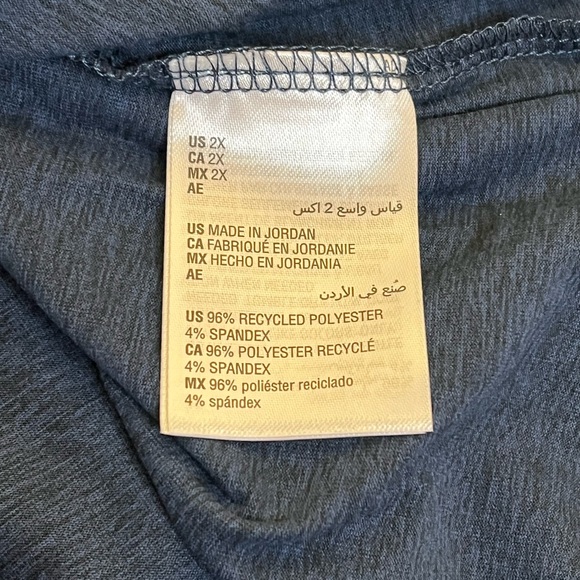 US 2X
CA 2X
MX 2X
AE
قياس واسع 2 اكس
US MADE IN JORDAN
CA FABRIQUÉ EN JORDANIE
MX HECHO EN JORDANIA
AE
صُنع في الأردن
US 96% RECYCLED POLYESTER
4% SPANDEX
CA 96% POLYESTER RECYCLÉ
4% SPANDEX
MX 96% poliéster reciclado
4% spándex